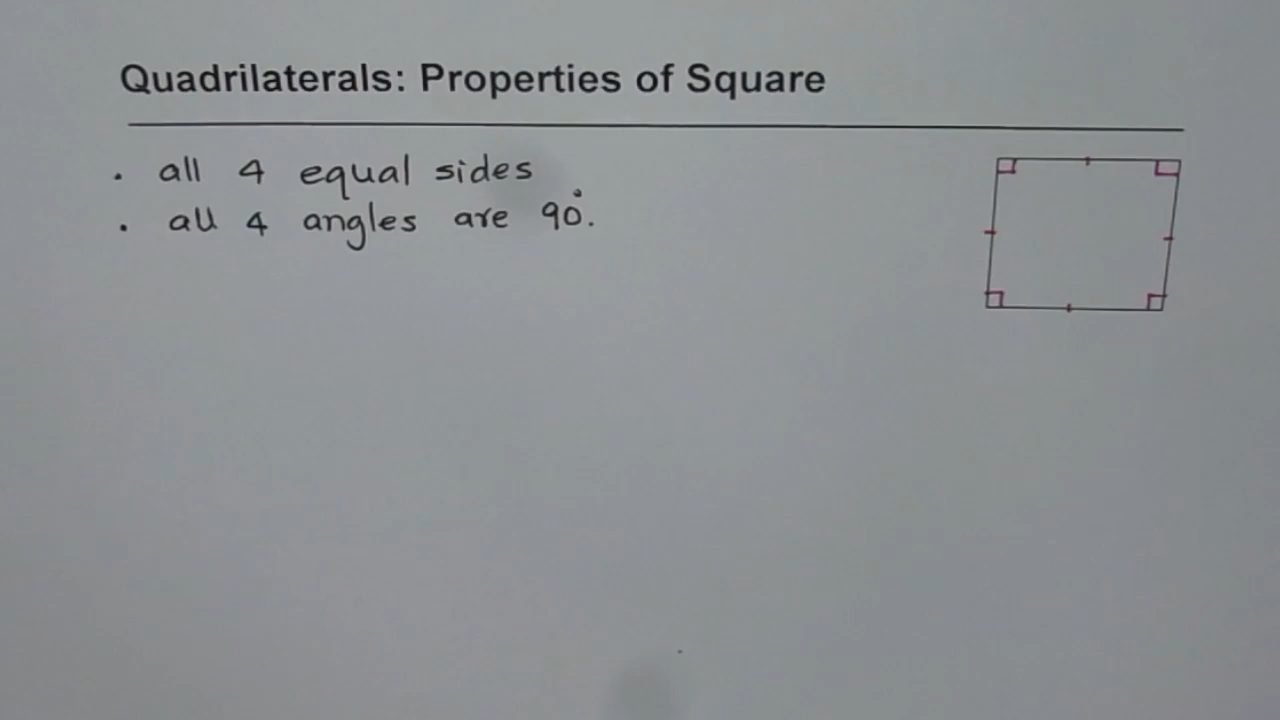 Quadrilaterals: Properties of Square
. all 4 equal sides
. all 4 angles are 90°.